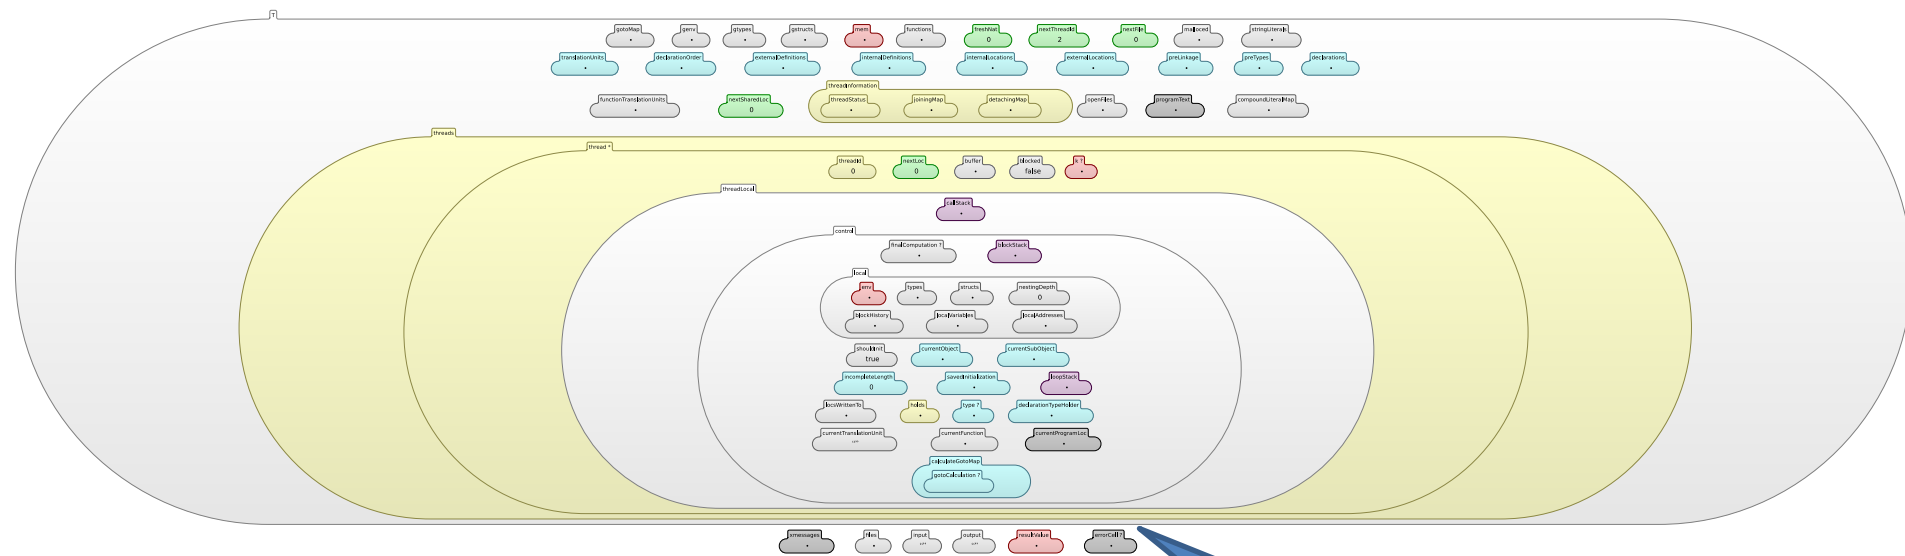 T
gotoMap genv gtypes gstructs mem functions freshNat nextThreadId nextFile malloced stringLiterals
• • • • • • 0 2 0 • •
translationUnits declarationOrder externalDefinitions internalDefinitions internalLocations externalLocations preLinkage preTypes declarations
• • • • • • • • •
threadInformation
functionTranslationUnits nextSharedLoc threadStatus joiningMap detachingMap openFiles programText compoundLiteralMap
• 0 • • • • • •
threads
thread *
threadId nextLoc buffer blocked k ?
0 0 • false •
threadLocal
callStack
•
control
finalComputation ? blockStack
• •
local
env types structs nestingDepth
• • • 0
blockHistory localVariables localAddresses
• • •
shouldInit currentObject currentSubObject
true • •
incompleteLength savedInitialization loopStack
0 • •
locsWrittenTo holds type ? declarationTypeHolder
• • • •
currentTranslationUnit currentFunction currentProgramLoc
"" • •
calculateGotoMap
gotoCalculation ?
xmessages files input output resultValue errorCell ?
• • "" "" • •